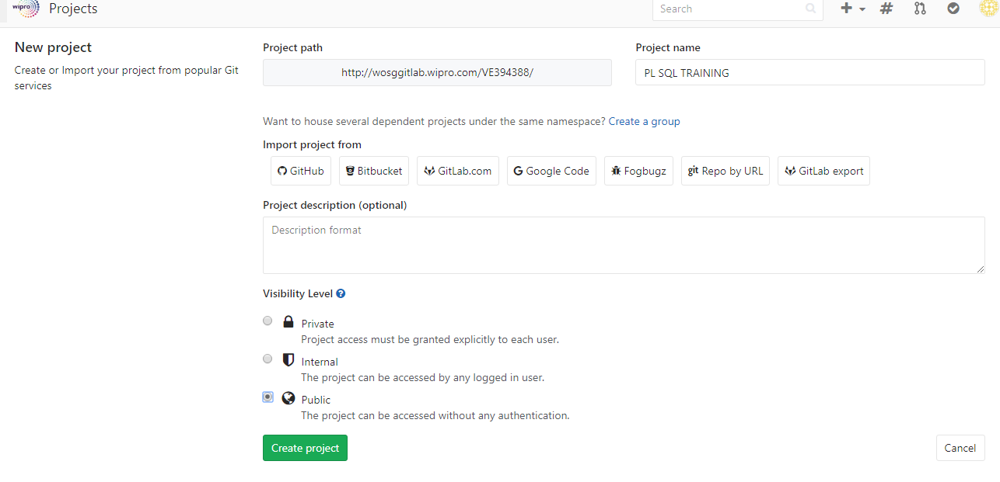 wipro
Projects
Search
New project
Create or Import your project from popular Git
services
Project path
http://wosggitlab.wipro.com/VE394388/
Project name
PL SQL TRAINING
Want to house several dependent projects under the same namespace? Create a group
Import project from
GitHub
Bitbucket
GitLab.com
G Google Code
Fogbugz
git Repo by URL
GitLab export
Project description (optional)
Description format
Visibility Level ?
Private
Project access must be granted explicitly to each user.
Internal
The project can be accessed by any logged in user.
Public
The project can be accessed without any authentication.
Create project
Cancel